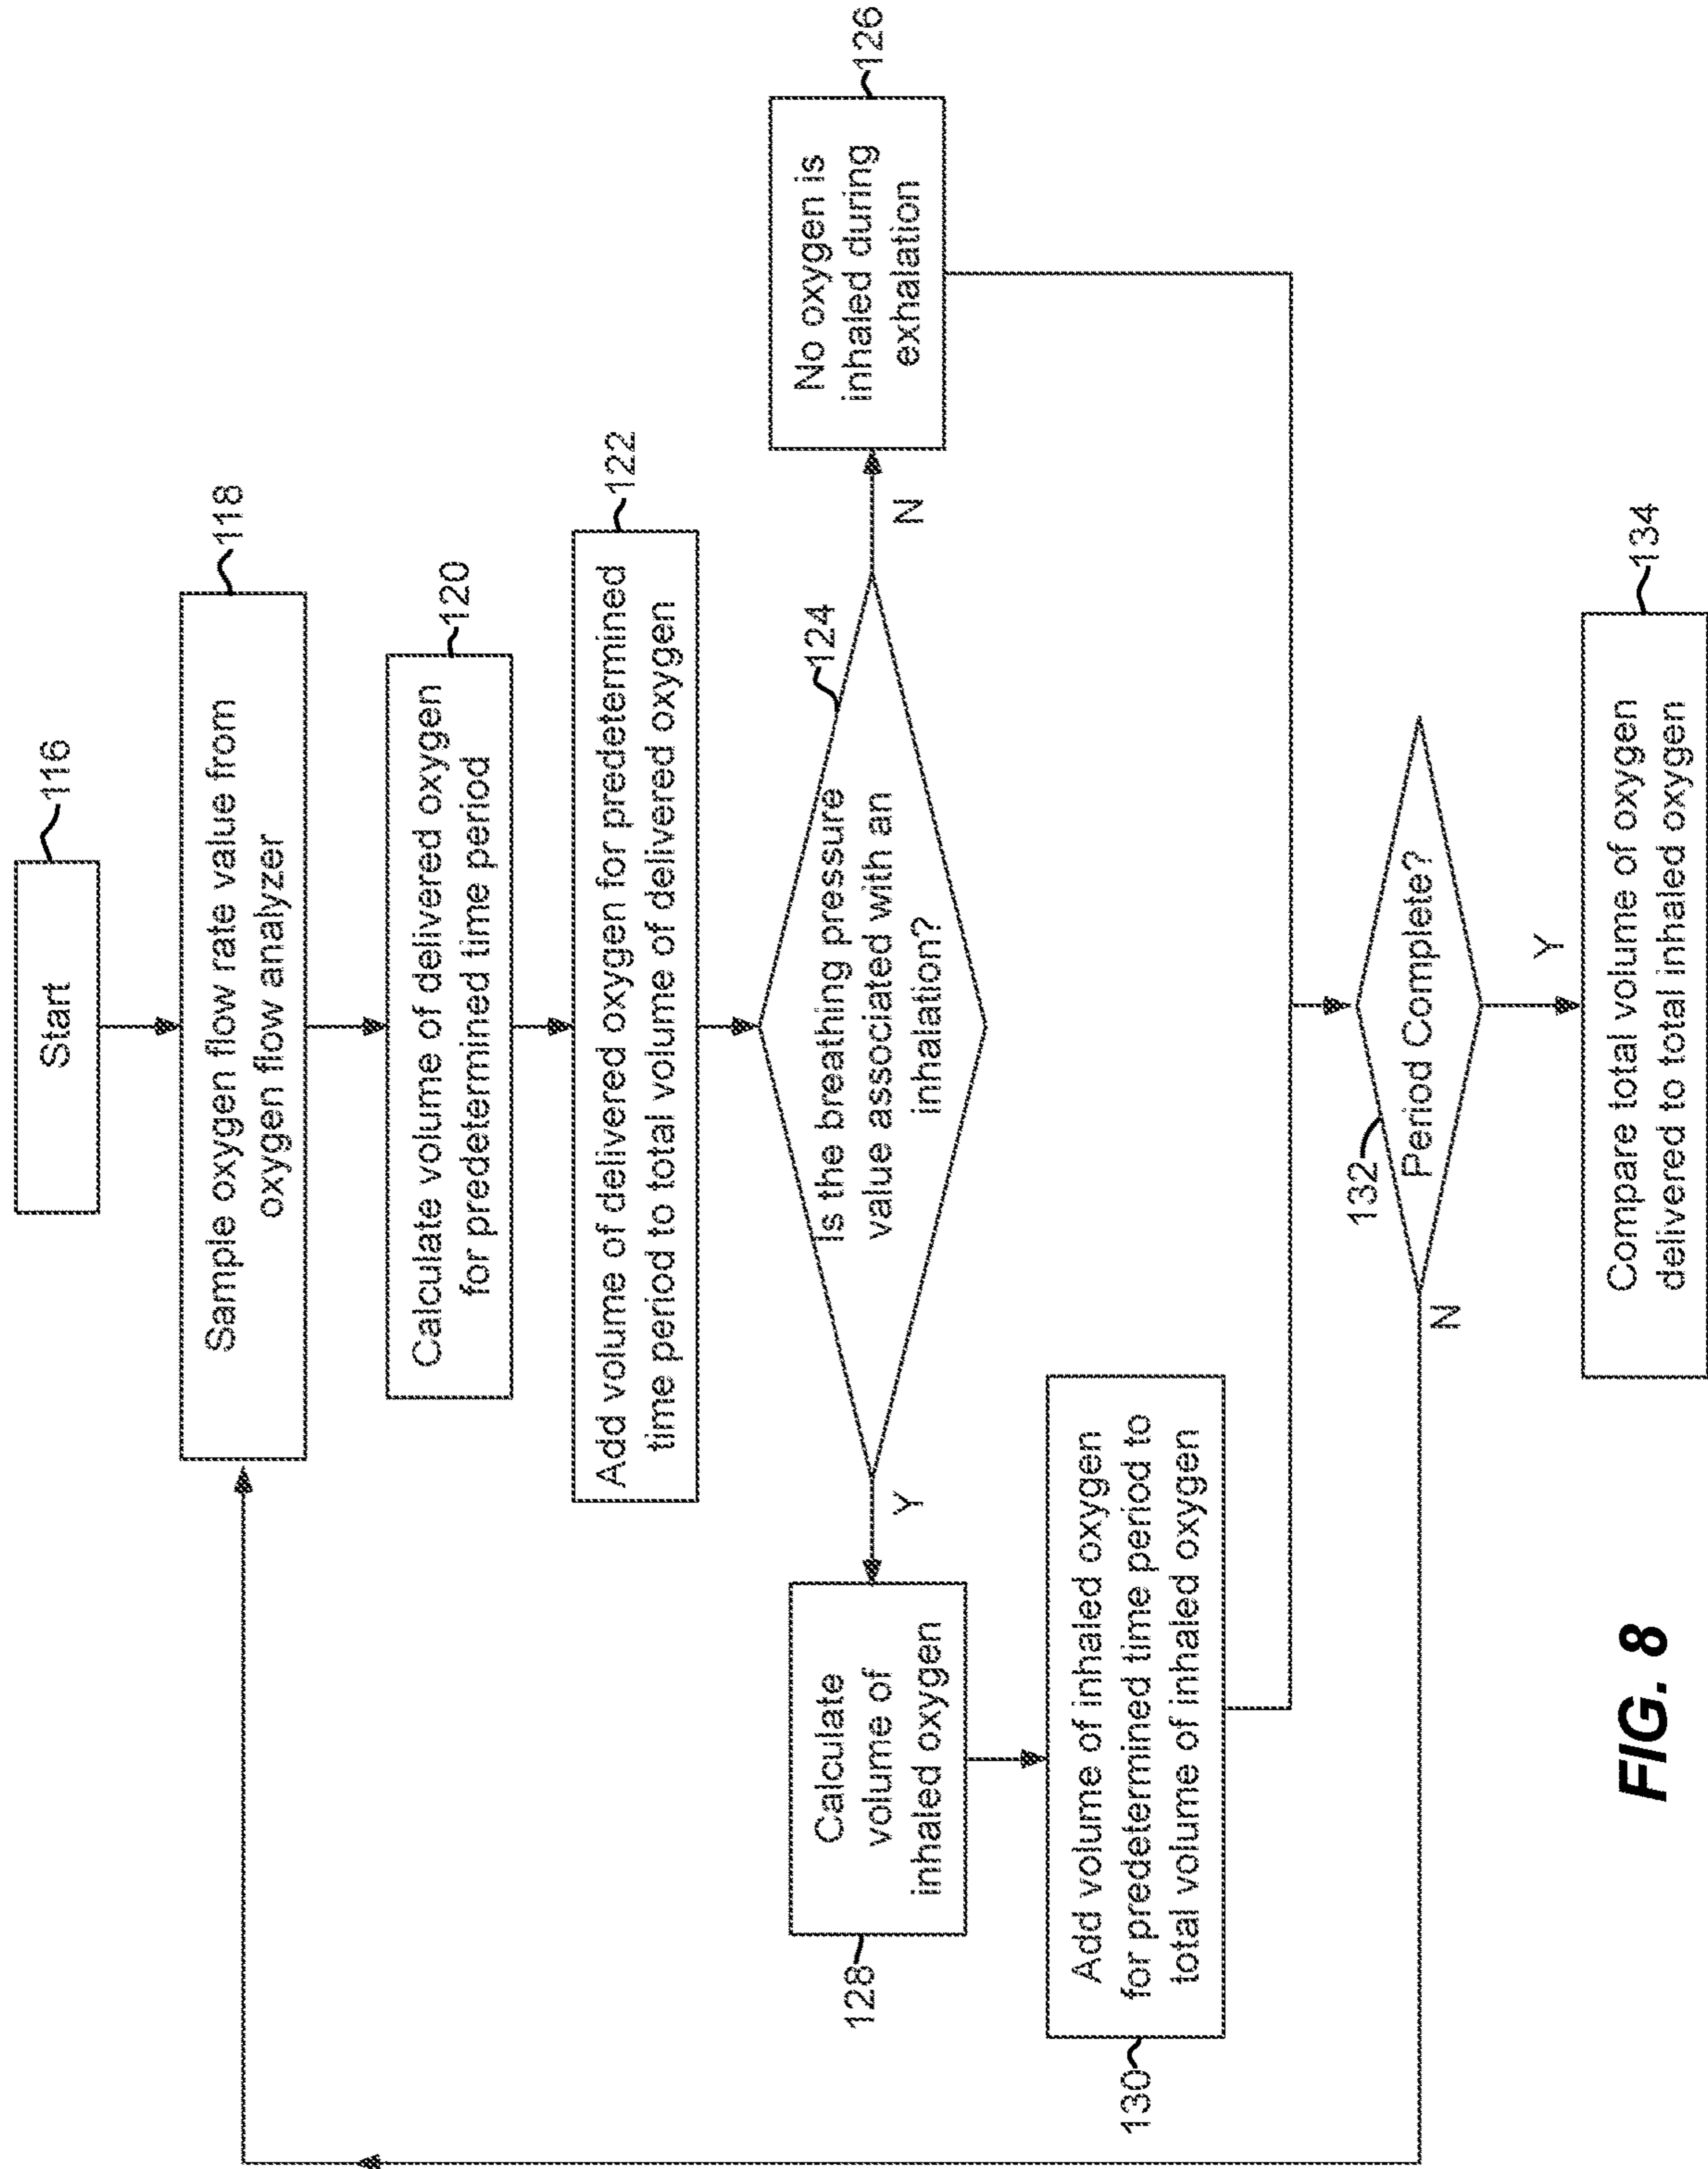 Start
116
Sample oxygen flow rate value from
oxygen flow analyzer
118
Calculate volume of delivered oxygen
for predetermined time period
120
Add volume of delivered oxygen for predetermined
time period to total volume of delivered oxygen
122
Is the breathing pressure
value associated with an
inhalation?
124
Y
N
Calculate
volume of
inhaled oxygen
128
No oxygen is
inhaled during
exhalation
126
Add volume of inhaled oxygen
for predetermined time period to
total volume of inhaled oxygen
130
132
Period Complete?
N
Y
Compare total volume of oxygen
delivered to total inhaled oxygen
134
FIG. 8